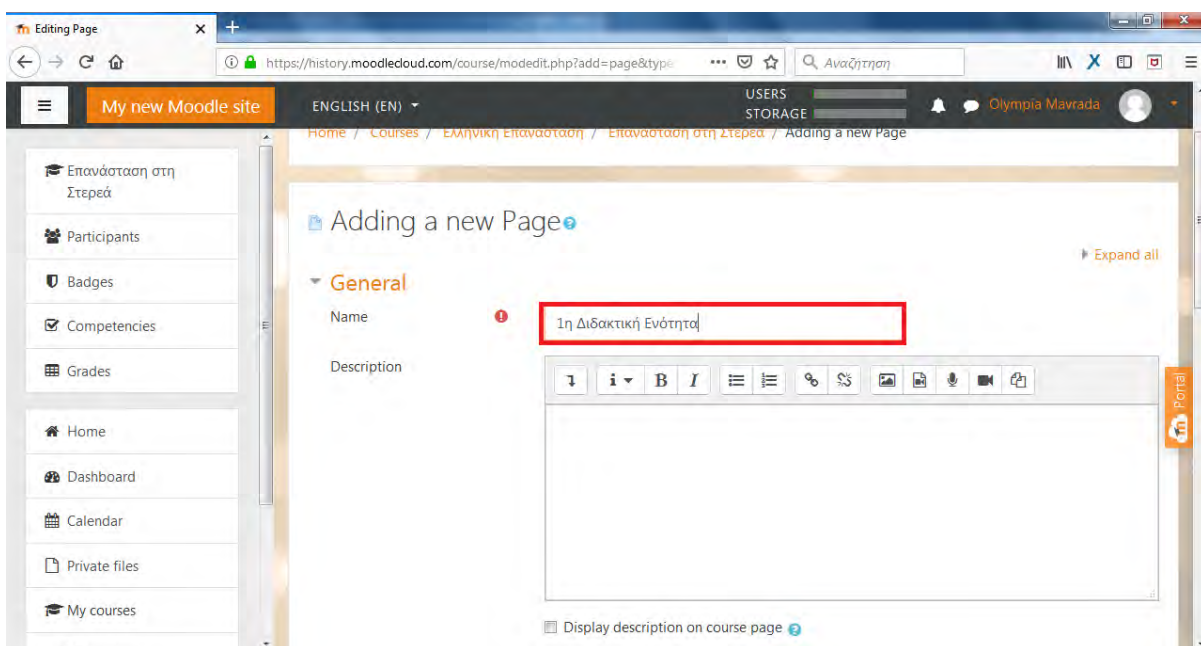 Editing Page
https://history.moodlecloud.com/course/modedit.php?add=page&type
Αναζήτηση
My new Moodle site
ENGLISH (EN)
USERS
STORAGE
Olympia Mavrada
Home / Courses / Ελληνική Επανάσταση / Επανάσταση στη Στερεά / Adding a new Page
Επανάσταση στη
Στερεά
Participants
Badges
Competencies
Grades
Home
Dashboard
Calendar
Private files
My courses
Adding a new Page
Expand all
General
Name
1η Διδακτική Ενότητα
Description
Display description on course page
Portal